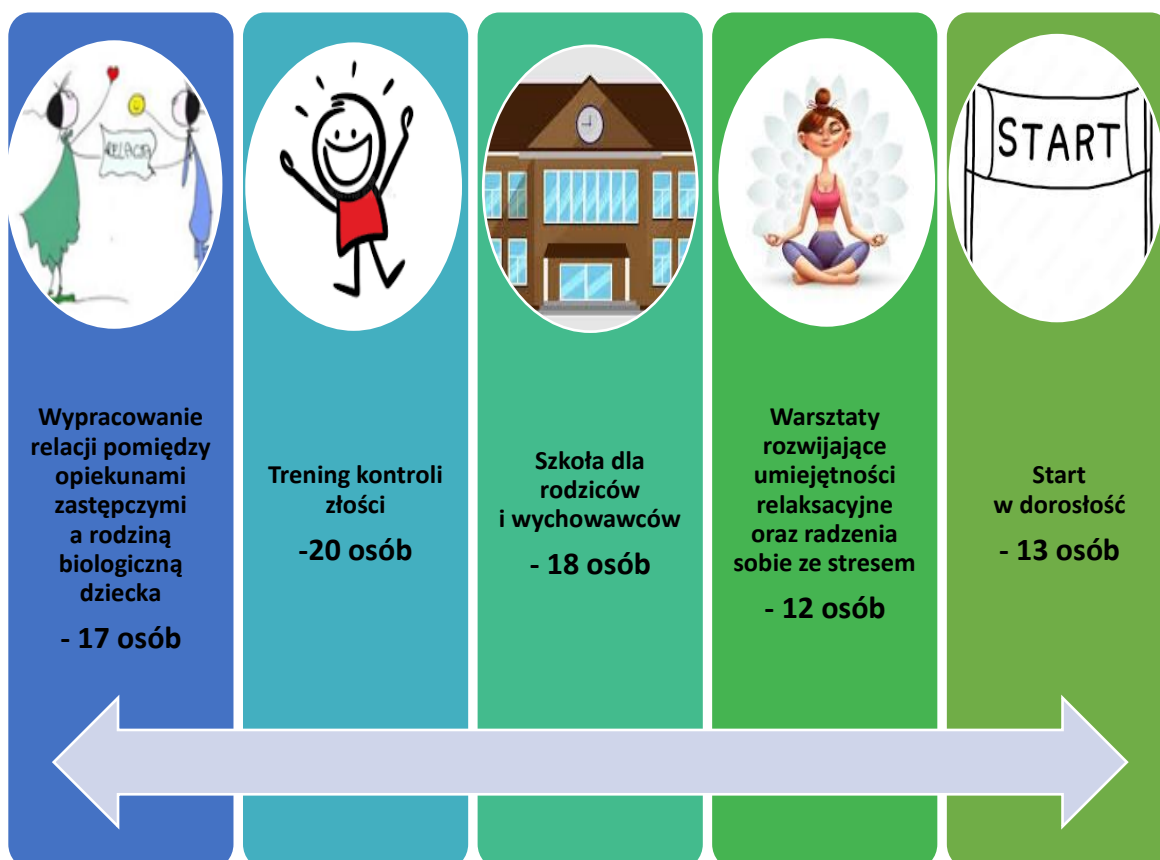 RELACJA
START
Wypracowanie
relacji pomiędzy
opiekunami
zastępczymi
a rodziną
biologiczną
dziecka
- 17 osób
Trening kontroli
złości
-20 osób
Szkoła dla
rodziców
i wychowawców
- 18 osób
Warsztaty
rozwijające
umiejętności
relaksacyjne
oraz radzenia
sobie ze stresem
- 12 osób
Start
w dorosłość
- 13 osób